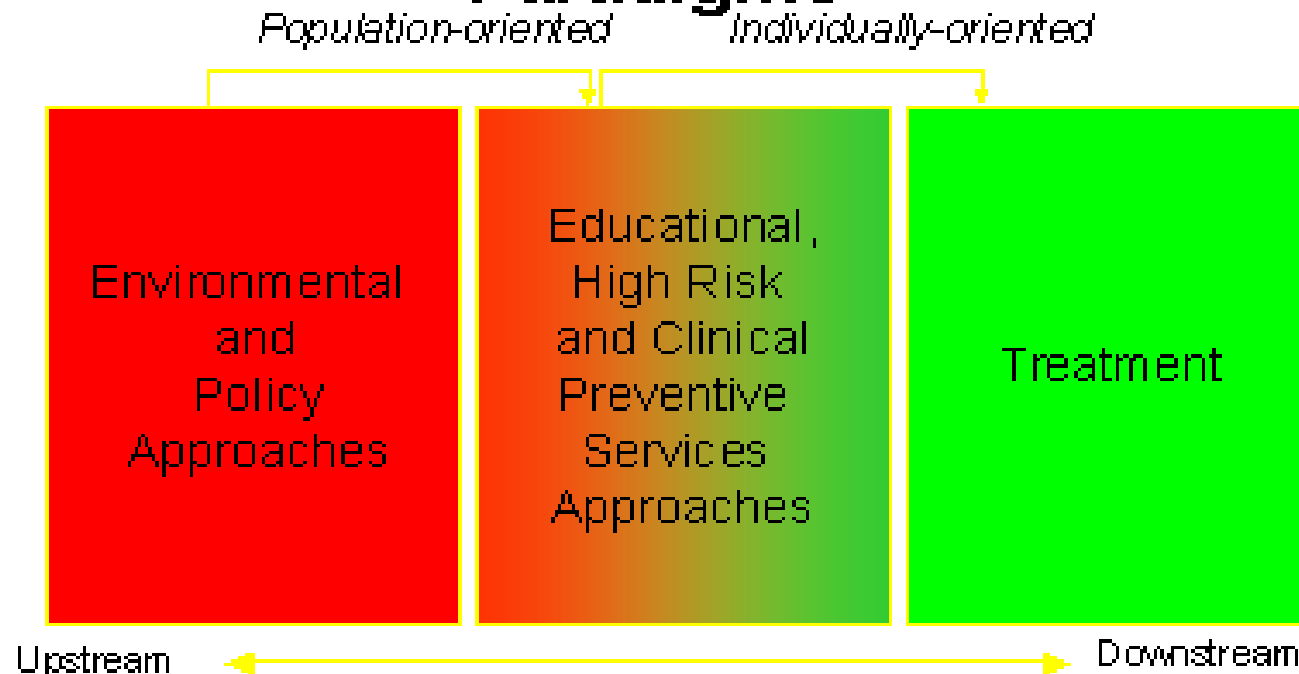 Population-oriented Individually-oriented
Environmental
and
Policy
Approaches
Educational,
High Risk
and Clinical
Preventive
Services
Approaches
Treatment
Upstream Downstream